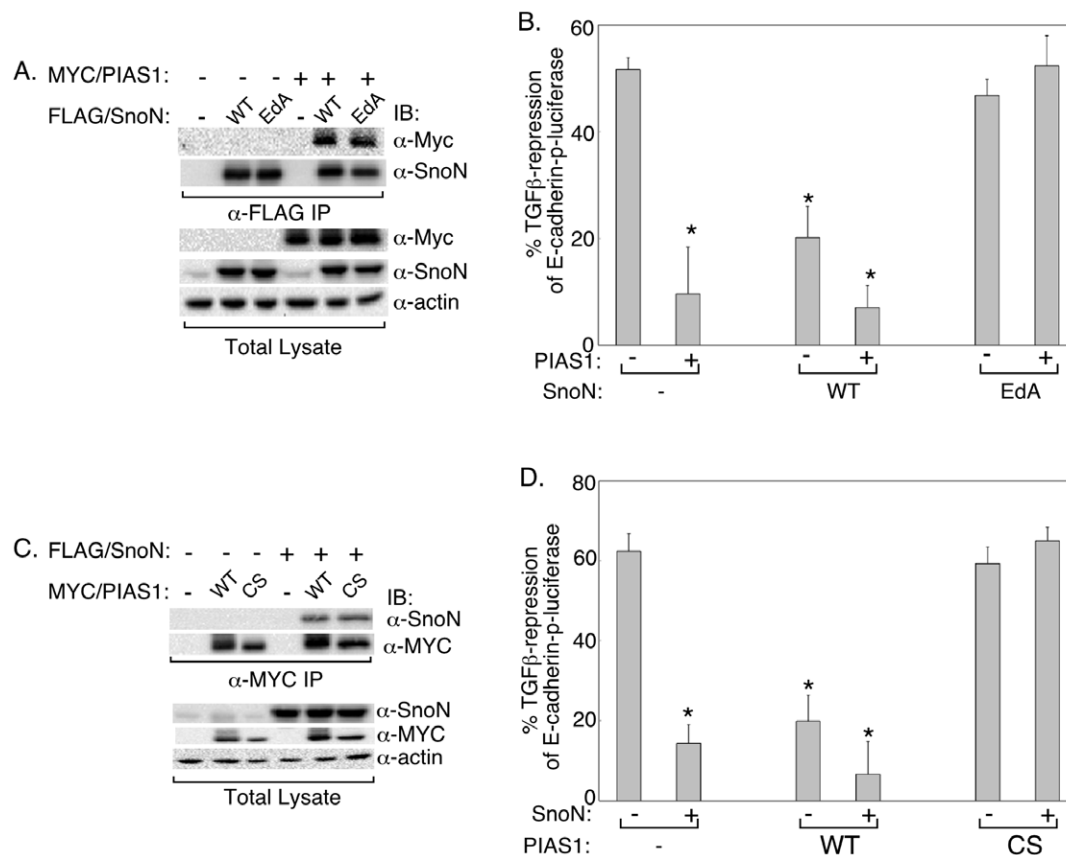 A.
MYC/PIAS1: - - - + + +
FLAG/SnoN: - WT EdA - WT EdA IB:
α-Myc
α-SnoN
α-FLAG IP
α-Myc
α-SnoN
α-actin
Total Lysate
B.
% TGFβ-repression
of E-cadherin-p-luciferase
60
40
20
0
* * *
PIAS1: - + - + - +
SnoN: - WT EdA
C.
FLAG/SnoN: - - - + + +
MYC/PIAS1: - WT CS - WT CS IB:
α-SnoN
α-MYC
α-MYC IP
α-SnoN
α-MYC
α-actin
Total Lysate
D.
% TGFβ-repression
of E-cadherin-p-luciferase
80
60
40
20
0
* * *
SnoN: - + - + - +
PIAS1: - WT CS